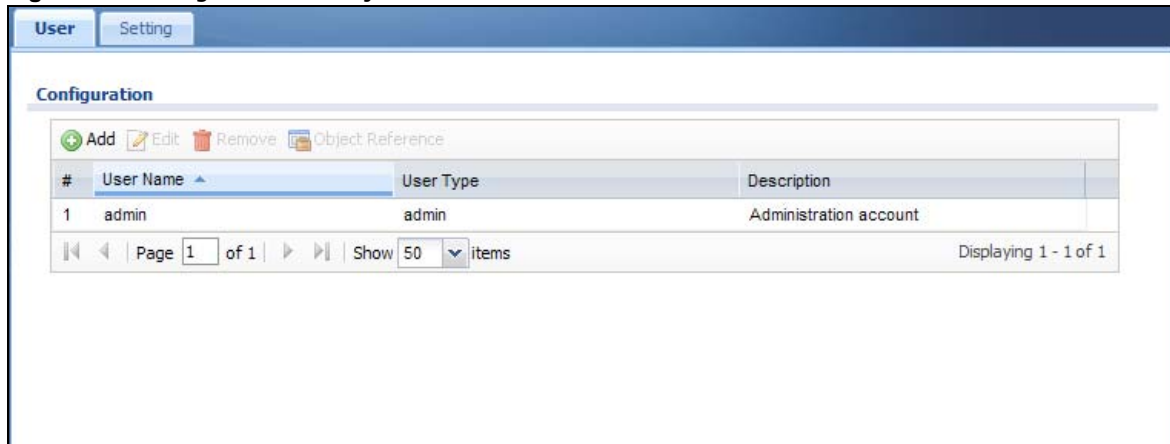 User Setting
Configuration
Add Edit Remove Object Reference
# User Name User Type Description
1 admin admin Administration account
Page 1 of 1 Show 50 items Displaying 1 - 1 of 1